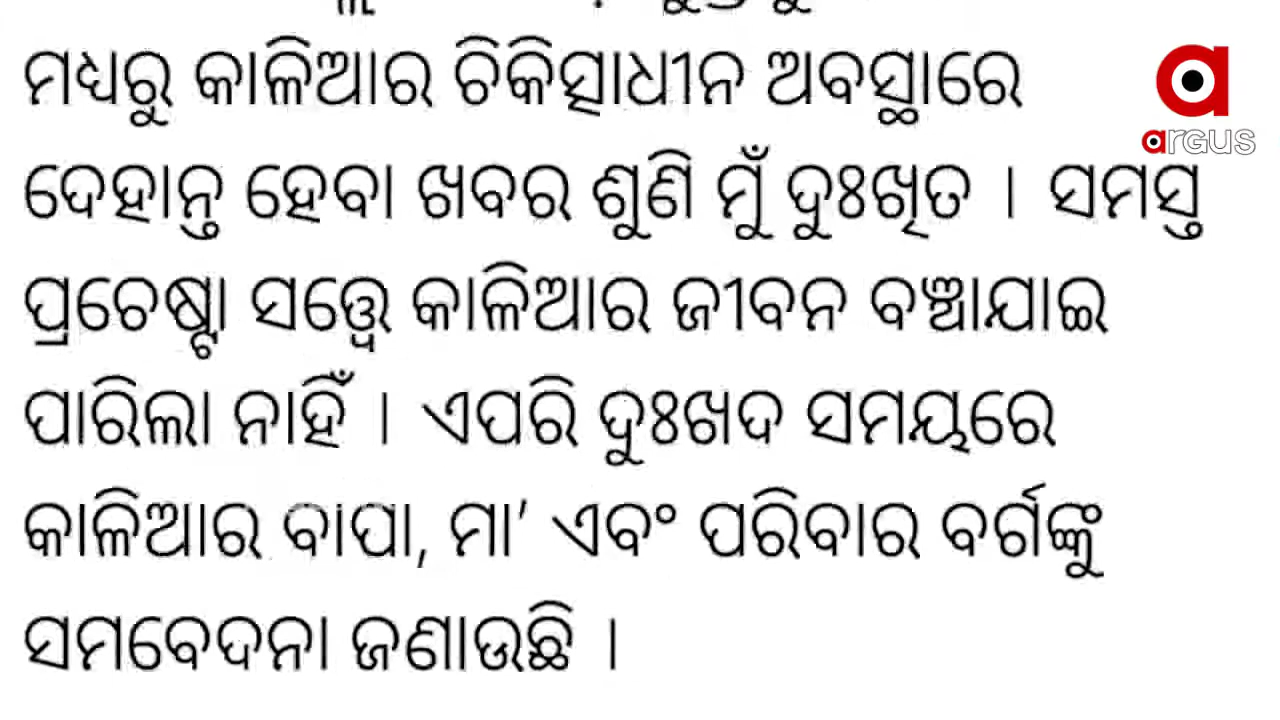 ମଧ୍ଯରୁ କାଳିଆର ଚିକିତ୍ସାଧୀନ ଅବସ୍ଥାରେ
ଦେହାନ୍ତ ହେବା ଖବର ଶୁଣି ମୁଁ ଦୁଃଖିତ । ସମସ୍ତ
ପ୍ରଚେଷ୍ଟା ସତ୍ତ୍ୱେ କାଳିଆର ଜୀବନ ବଞ୍ଚାଯାଇ
ପାରିଲା ନାହିଁ । ଏପରି ଦୁଃଖଦ ସମୟରେ
କାଳିଆର ବାପା, ମା’ ଏବଂ ପରିବାର ବର୍ଗଙ୍କୁ
ସମବେଦନା ଜଣାଉଛି ।
argus